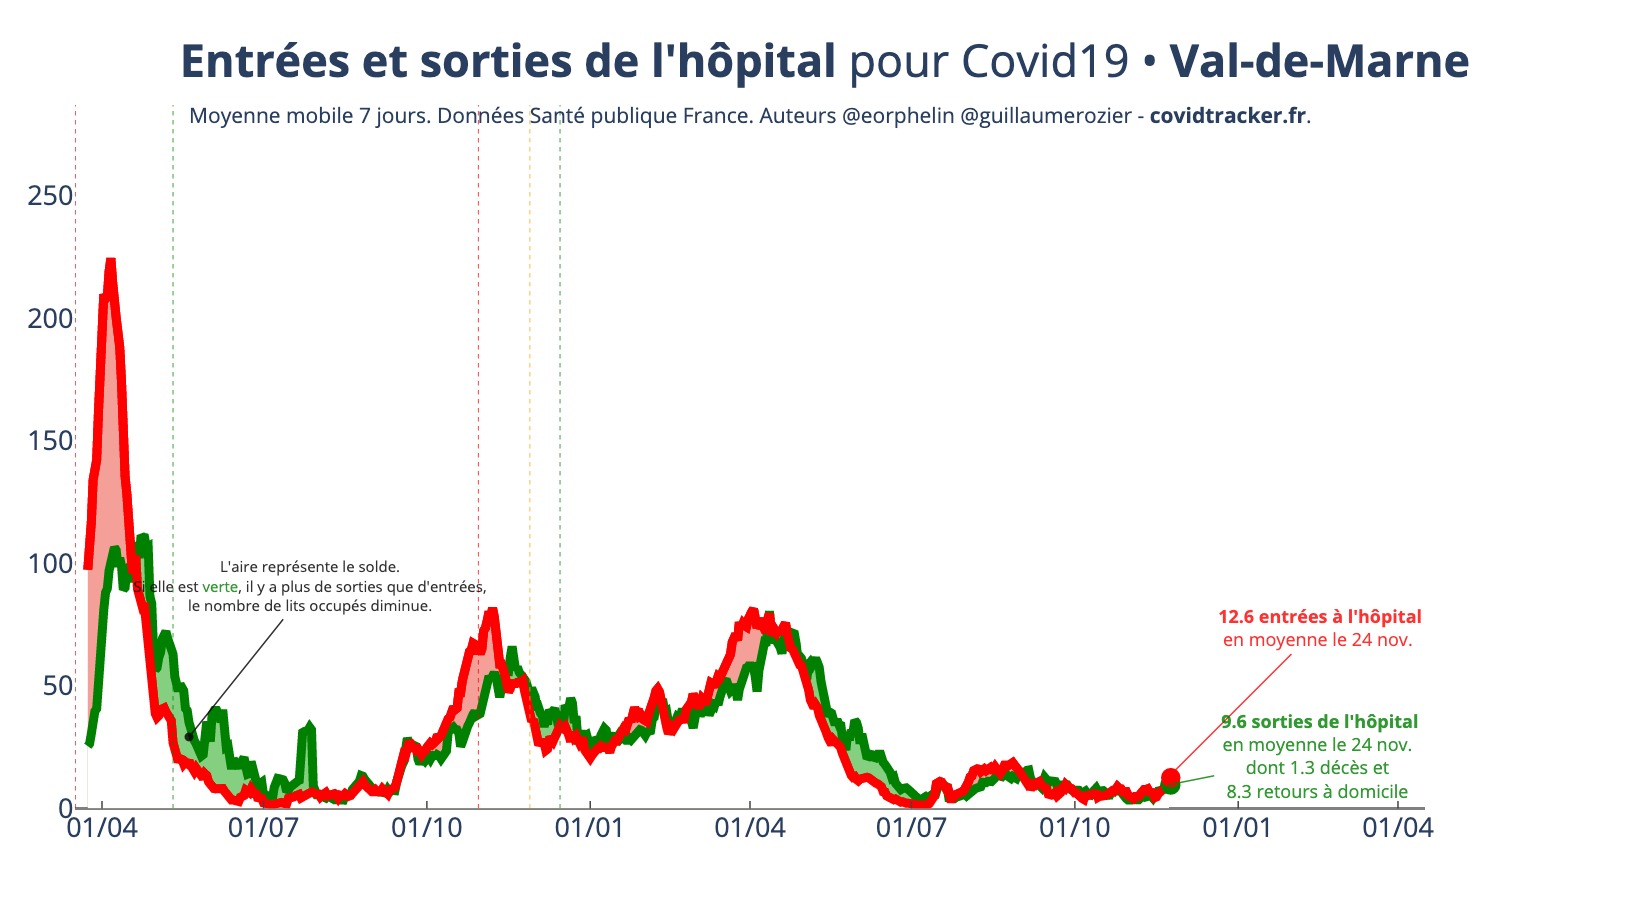 Entrées et sorties de l'hôpital pour Covid19 • Val-de-Marne
Moyenne mobile 7 jours. Données Santé publique France. Auteurs @eorphelin @guillaumerozier - covidtracker.fr.
250
200
150
100
50
0
L'aire représente le solde.
Si elle est verte, il y a plus de sorties que d'entrées,
le nombre de lits occupés diminue.
12.6 entrées à l'hôpital
en moyenne le 24 nov.
9.6 sorties de l'hôpital
en moyenne le 24 nov.
dont 1.3 décès et
8.3 retours à domicile
01/04 01/07 01/10 01/01 01/04 01/07 01/10 01/01 01/04